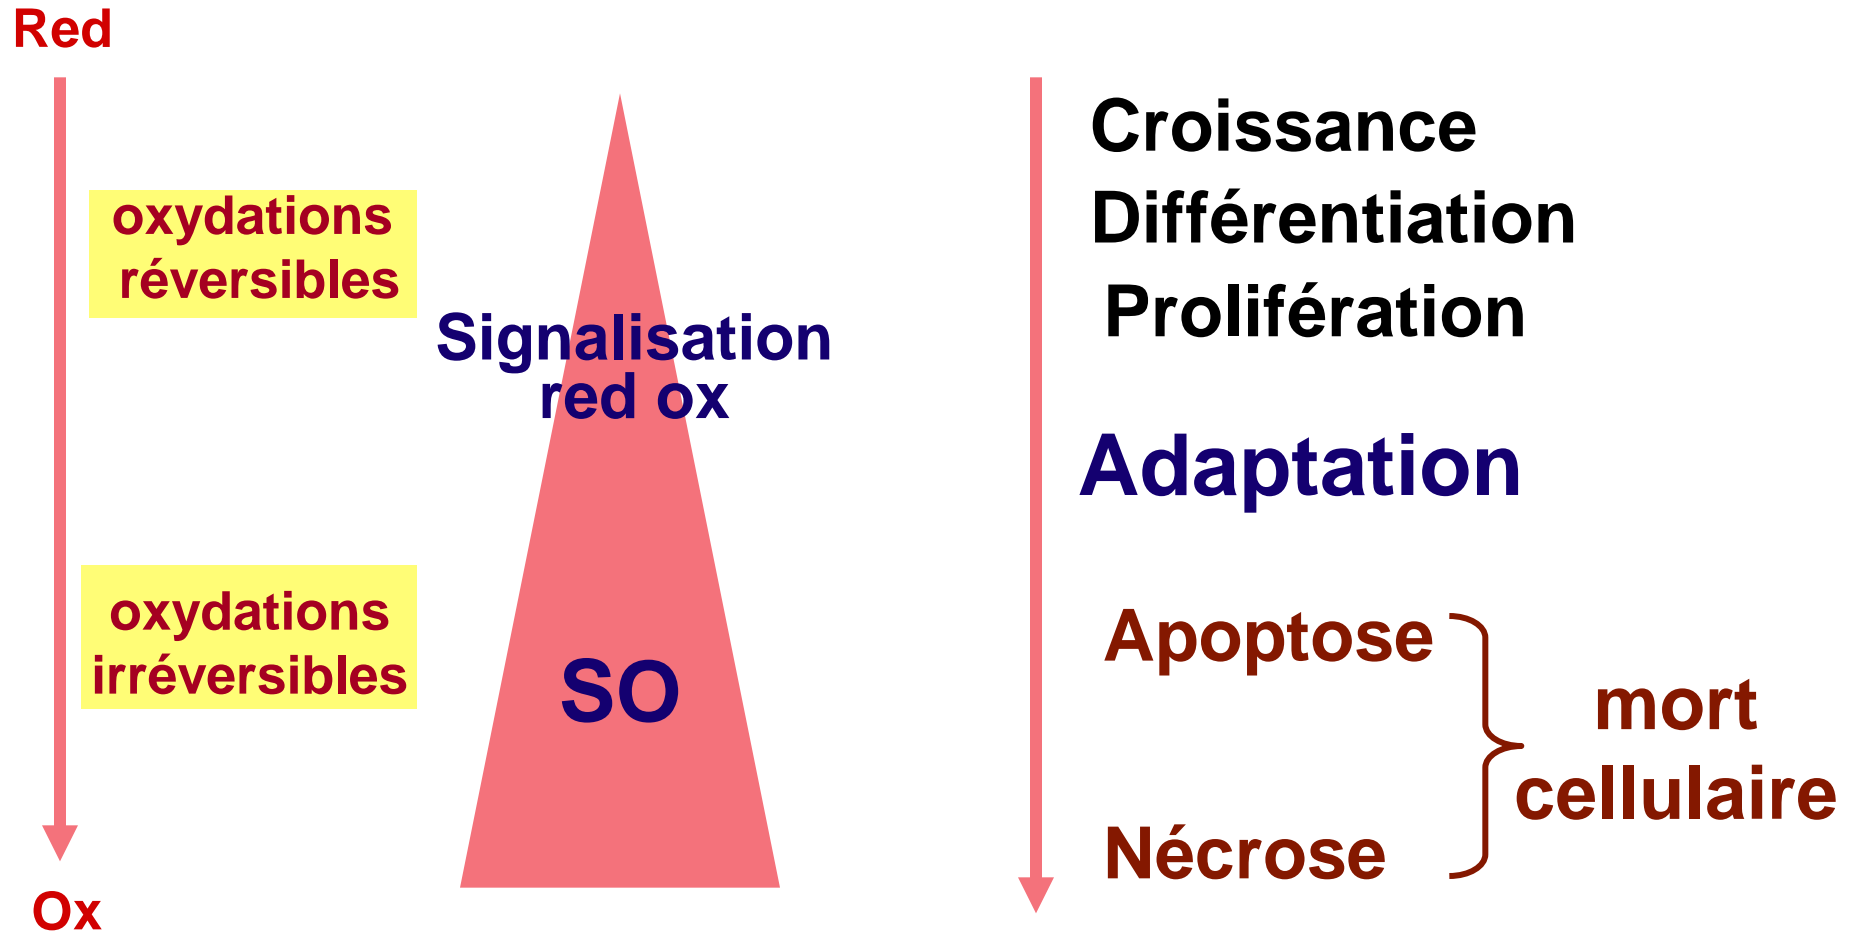 Red
oxydations
réversibles
Signalisation
red ox
oxydations
irréversibles
SO
Ox
Croissance
Différentiation
Prolifération
Adaptation
Apoptose
Nécrose
mort
cellulaire